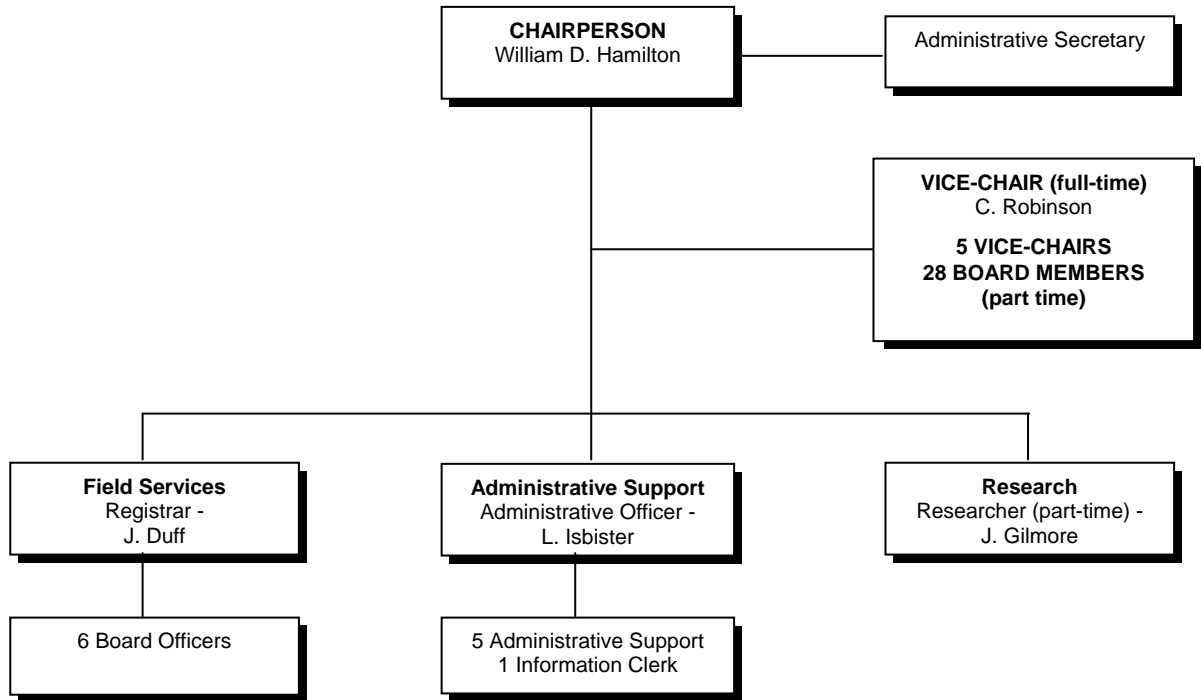 CHAIRPERSON
William D. Hamilton
Administrative Secretary
VICE-CHAIR (full-time)
C. Robinson
5 VICE-CHAIRS
28 BOARD MEMBERS
(part time)
Field Services
Registrar -
J. Duff
Administrative Support
Administrative Officer -
L. Isbister
Research
Researcher (part-time) -
J. Gilmore
6 Board Officers
5 Administrative Support
1 Information Clerk